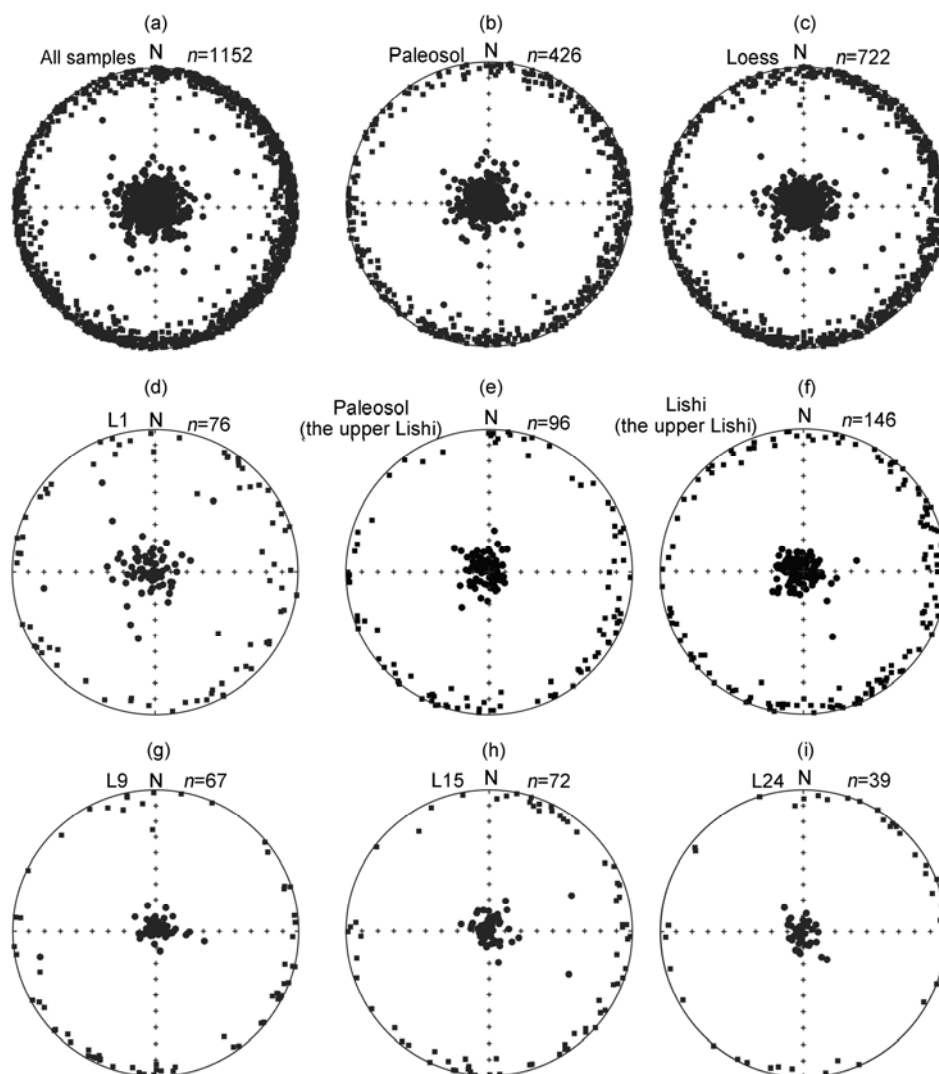 (a)
All samples N n=1152
(b)
Paleosol N n=426
(c)
Loess N n=722
(d)
L1 N n=76
(e)
Paleosol
(the upper Lishi) N n=96
(f)
Lishi
(the upper Lishi) N n=146
(g)
L9 N n=67
(h)
L15 N n=72
(i)
L24 N n=39